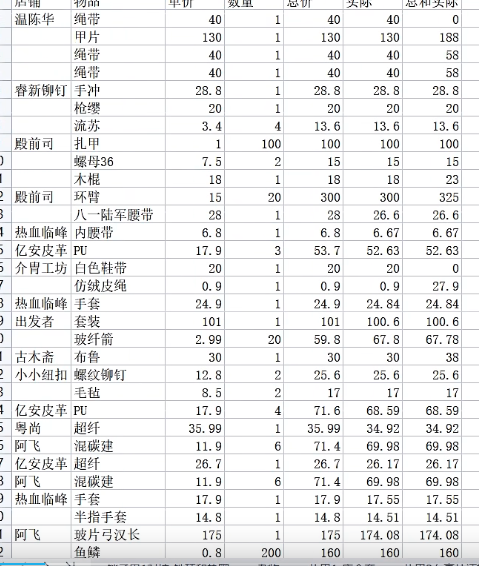 店铺 物品 单价 数量 总价 实际 总和实际
温陈华 绳带 40 1 40 40 0
甲片 130 1 130 130 188
绳带 40 1 40 40 58
绳带 40 1 40 40 58
睿新铆钉 手冲 28.8 1 28.8 28.8 28.8
枪缨 20 1 20 20 20
流苏 3.4 4 13.6 13.6 13.6
殿前司 扎甲 1 100 100 100 100
0 螺母36 7.5 2 15 15 15
1 木棍 18 1 18 18 23
2 殿前司 环臂 15 20 300 300 325
3 八一陆军腰带 28 1 28 26.6 26.6
4 热血临峰 内腰带 6.8 1 6.8 6.67 6.67
5 亿安皮革 PU 17.9 3 53.7 52.63 52.63
6 介胄工坊 白色鞋带 20 1 20 20 0
7 仿绒皮绳 0.9 1 0.9 0.9 27.9
8 热血临峰 手套 24.9 1 24.9 24.84 24.84
9 出发者 套装 101 1 101 100.6 100.6
0 玻纤箭 2.99 20 59.8 67.8 67.78
1 古木斋 布鲁 30 1 30 30 38
2 小小纽扣 螺纹铆钉 12.8 2 25.6 25.6 25.6
3 毛毡 8.5 2 17 17 17
4 亿安皮革 PU 17.9 4 71.6 68.59 68.59
5 粤尚 超纤 35.99 1 35.99 34.92 34.92
6 阿飞 混碳建 11.9 6 71.4 69.98 69.98
7 亿安皮革 超纤 26.7 1 26.7 26.17 26.17
8 阿飞 混碳建 11.9 6 71.4 69.98 69.98
9 热血临峰 手套 17.9 1 17.9 17.55 17.55
0 半指手套 14.8 1 14.8 14.51 14.51
1 阿飞 玻片弓汉长 175 1 175 174.08 174.08
2 鱼鳞 0.8 200 160 160 160